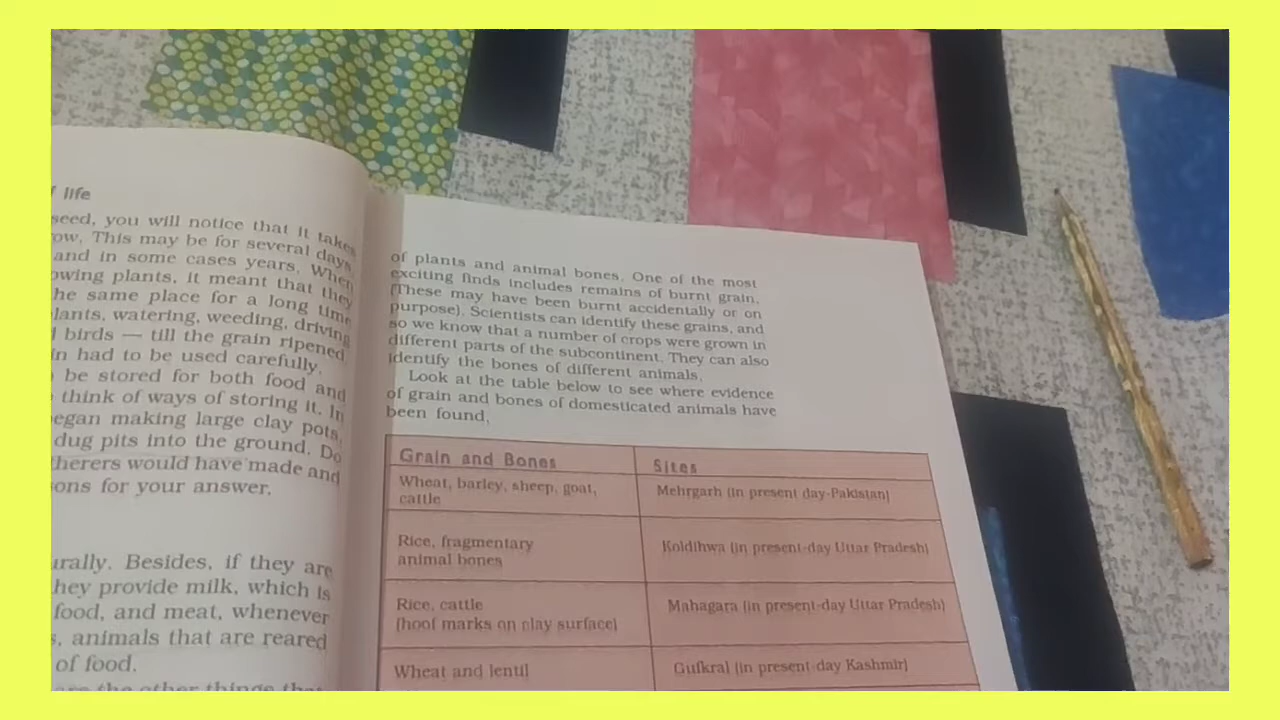 life
seed, you will notice that it takes
This may be for several days,
and in some cases years. When
plants, it meant that they
the same place for a long time
watering, weeding, driving
birds — till the grain ripened.
had to be used carefully.
be stored for both food and
think of ways of storing it. In
making large clay pots,
dug pits into the ground. Do
would have made and
for your answer.
Besides, if they are
they provide milk, which is
food, and meat, whenever
animals that are reared
of food.
the other things that
of plants and animal bones. One of the most
exciting finds includes remains of burnt grain.
(These may have been burnt accidentally or on
purpose). Scientists can identify these grains, and
so we know that a number of crops were grown in
different parts of the subcontinent. They can also
identify the bones of different animals.
Look at the table below to see where evidence
of grain and bones of domesticated animals have
been found.
Grain and Bones
Sites
Wheat, barley, sheep, goat,
cattle
Mehrgarh (in present day-Pakistan)
Rice, fragmentary
animal bones
Koldihwa (in present-day Uttar Pradesh)
Rice, cattle
(hoof marks on clay surface)
Mahagara (in present-day Uttar Pradesh)
Wheat and lentil
Gufkral (in present-day Kashmir)